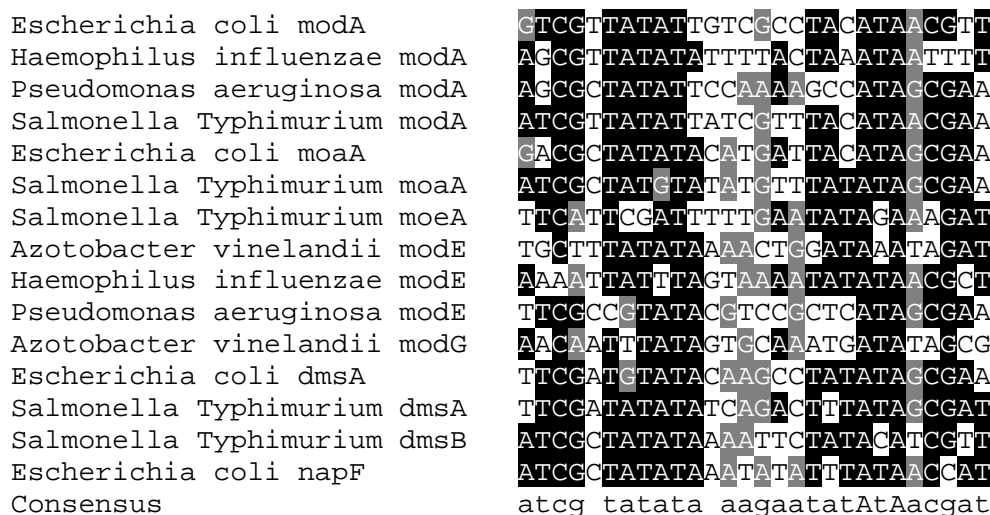 Escherichia coli modA GTCGTTATATTGTCGCCTACATAACGTT
Haemophilus influenzae modA AGCGTTATATATTTTACTAAATAATTTT
Pseudomonas aeruginosa modA AGCGCTATATTCCAAAAGCCATAGCGAA
Salmonella Typhimurium modA ATCGTTATATTATCGTTTACATAACGAA
Escherichia coli moaA GACGCTATATACATGATTACATAGCGAA
Salmonella Typhimurium moaA ATCGCTATGTATATGTTTATATAGCGAA
Salmonella Typhimurium moeA TTCATTCGATTTTTGAATATAGAAAGAT
Azotobacter vinelandii modE TGCTTTATATAAAACTGGATAAATAGAT
Haemophilus influenzae modE AAAATTATTTAGTAAAATATATAACGCT
Pseudomonas aeruginosa modE TTCGCCGTATACGTCCGCTCATAGCGAA
Azotobacter vinelandii modG AACAATTTATAGTGCAAATGATATAGCG
Escherichia coli dmsA TTCGATGTATACAAGCCTATATAGCGAA
Salmonella Typhimurium dmsA TTCGATATATATCAGACTTTATAGCGAT
Salmonella Typhimurium dmsB ATCGCTATATAAAATTCTATACATCGTT
Escherichia coli napF ATCGCTATATAAATATATTTATAACCAT
Consensus atcg tatata aagaatatAtAacgat